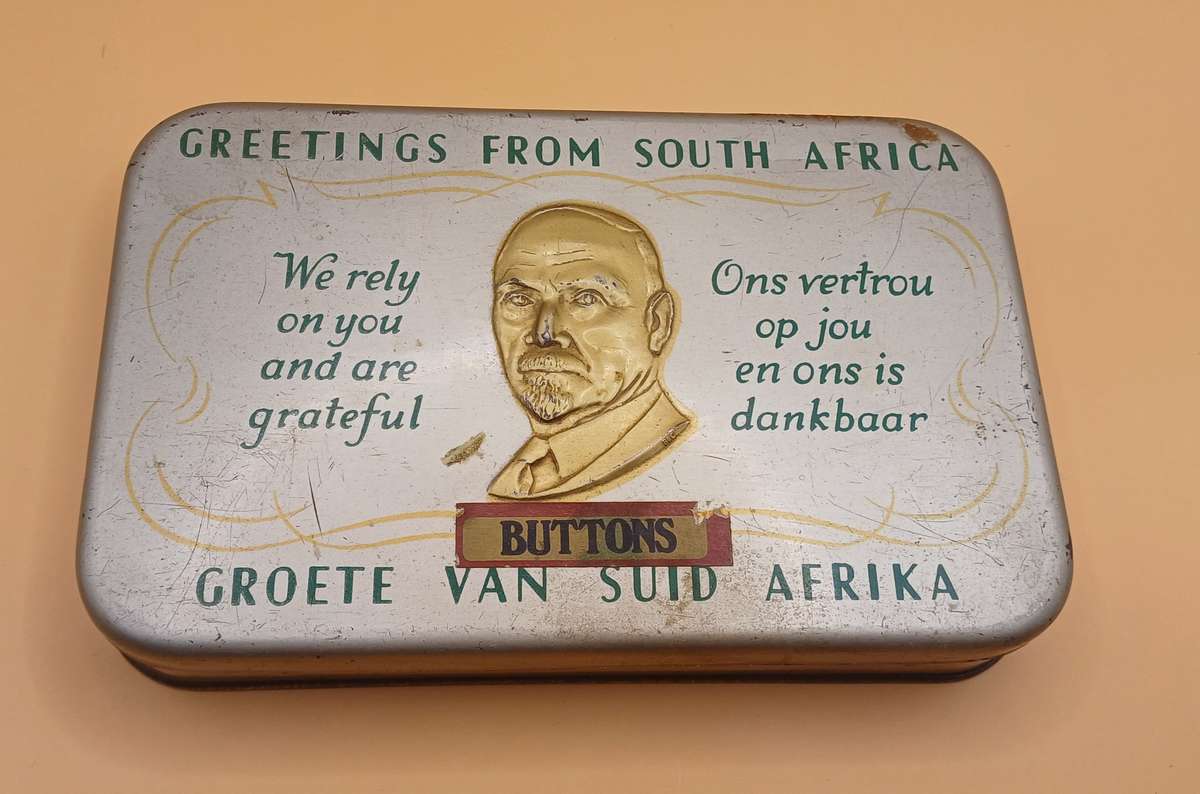 GREETINGS FROM SOUTH AFRICA
We rely
on you
and are
grateful
Ons vertrou
op jou
en ons is
dankbaar
BUTTONS
GROETE VAN SUID AFRIKA